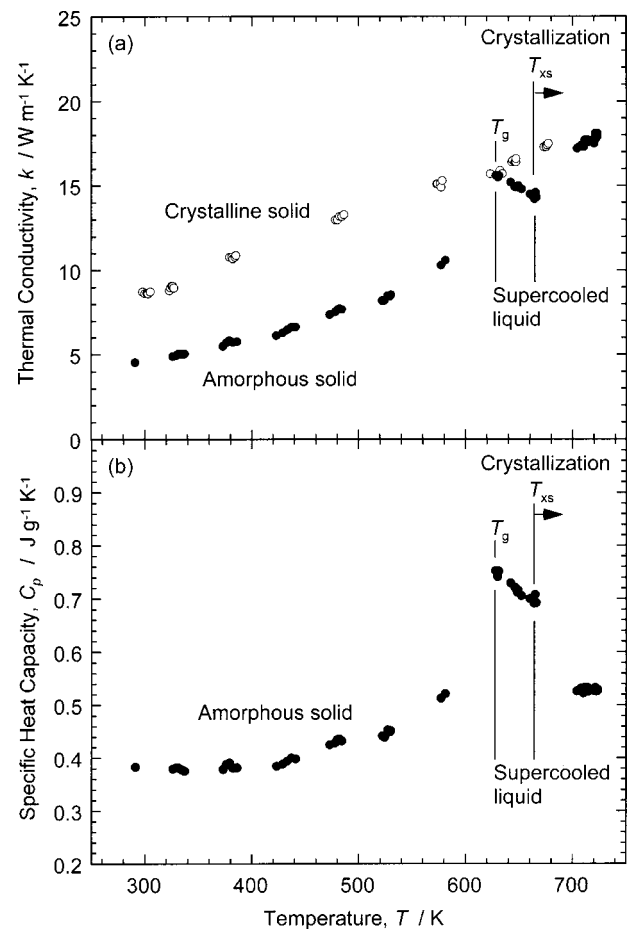 25
(a)
Crystallization
T_xs
20
T_g
15
Crystalline solid
10
Supercooled
liquid
5
Amorphous solid
0
Thermal Conductivity, k / W m⁻¹ K⁻¹
(b)
Crystallization
0.9
T_xs
T_g
0.8
0.7
0.6
Amorphous solid
0.5
Supercooled
liquid
0.4
0.3
0.2
Specific Heat Capacity, C_p / J g⁻¹ K⁻¹
300 400 500 600 700
Temperature, T / K